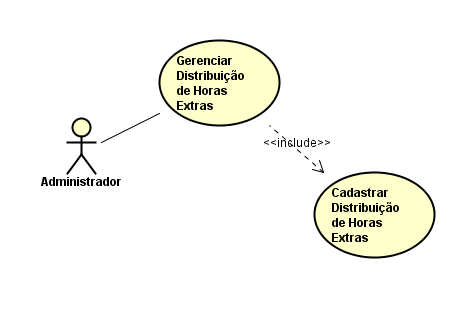 Gerenciar
Distribuição
de Horas
Extras
<<include>>
Administrador
Cadastrar
Distribuição
de Horas
Extras